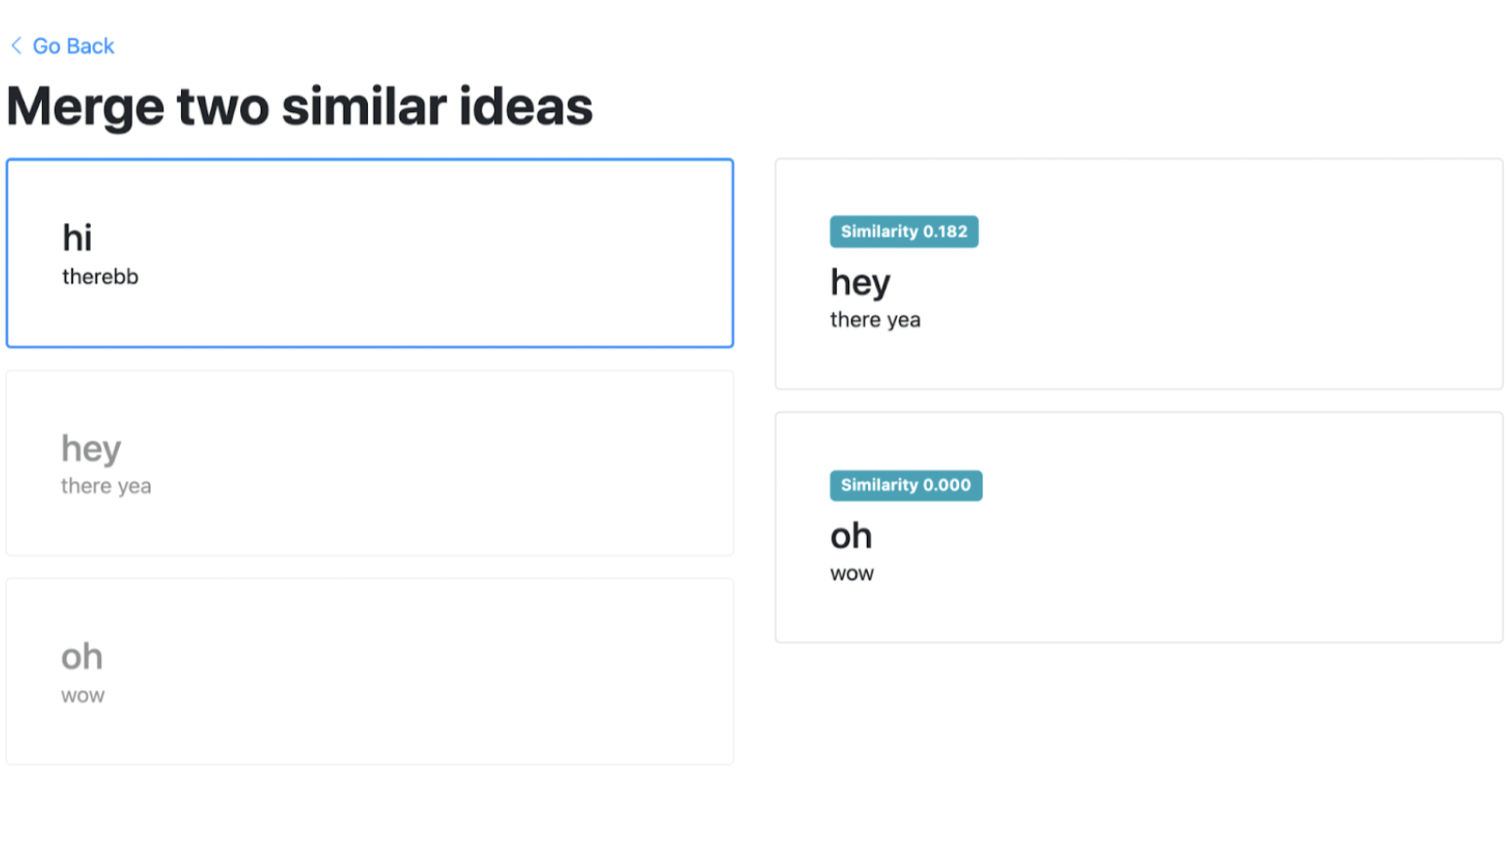 Go Back
Merge two similar ideas
hi
therebb
hey
there yea
oh
wow
Similarity 0.182
hey
there yea
Similarity 0.000
oh
wow